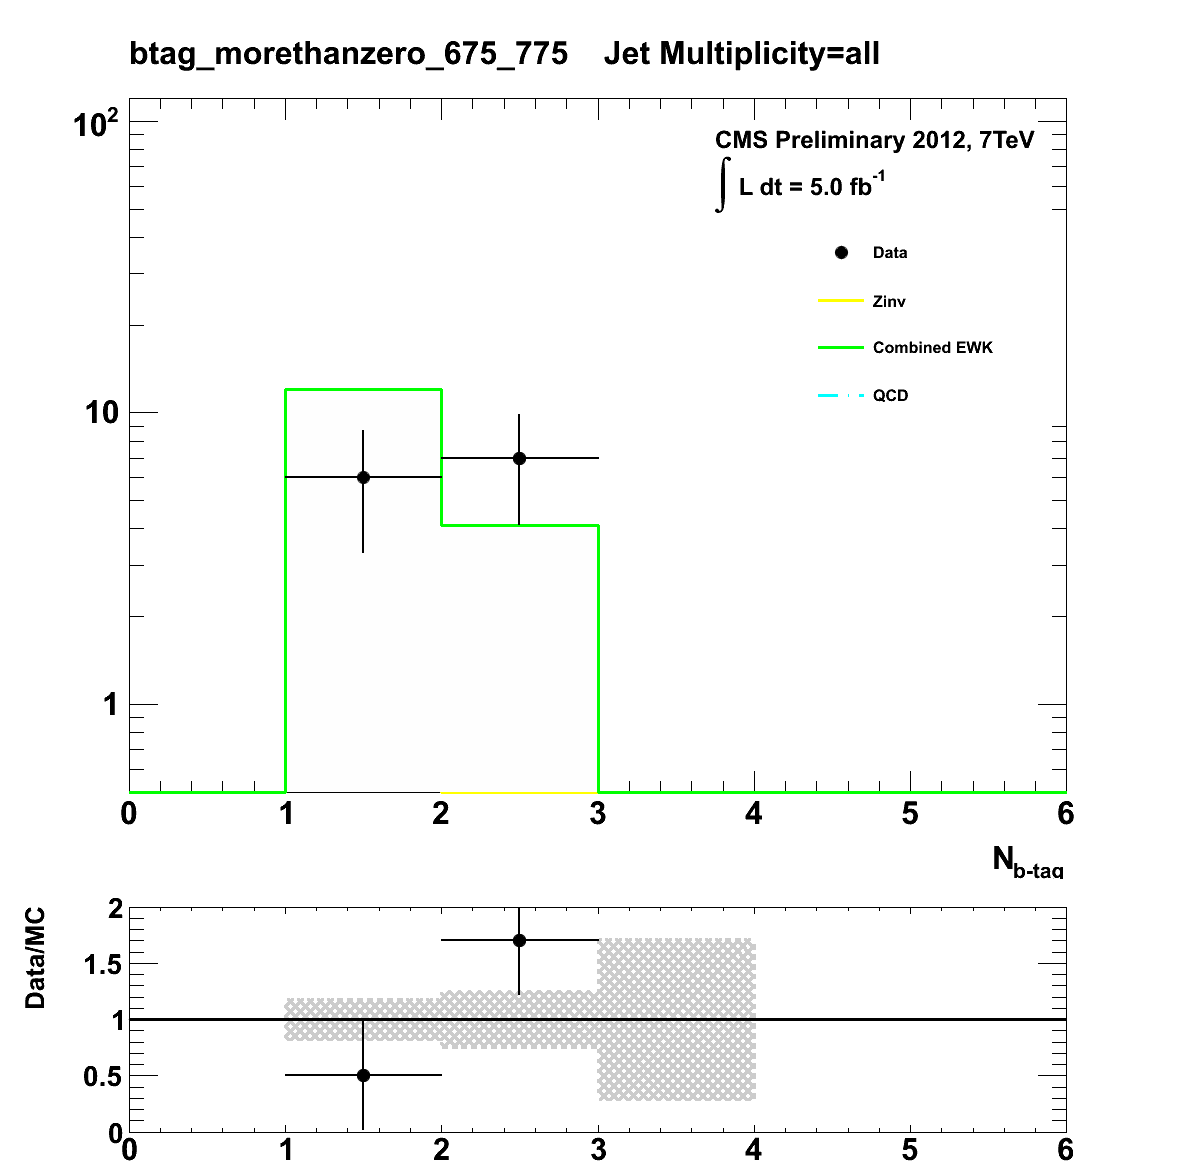 btag_morethanzero_675_775 Jet Multiplicity=all
CMS Preliminary 2012, 7TeV
∫ L dt = 5.0 fb⁻¹
Data
Zinv
Combined EWK
QCD
10²
10
1
0 1 2 3 4 5 6
N_b-tag
Data/MC
2
1.5
1
0.5
0
0 1 2 3 4 5 6